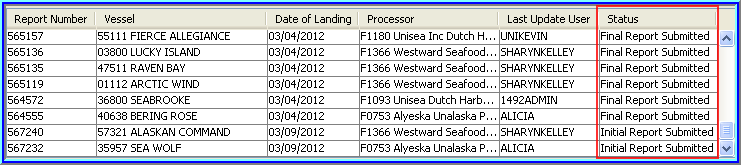 Report Number Vessel Date of Landing Processor Last Update User Status
565157 55111 FIERCE ALLEGIANCE 03/04/2012 F1180 Unisea Inc Dutch H... UNIKEVIN Final Report Submitted
565136 03800 LUCKY ISLAND 03/04/2012 F1366 Westward Seafood... SHARYNKELLEY Final Report Submitted
565135 47511 RAVEN BAY 03/04/2012 F1366 Westward Seafood... SHARYNKELLEY Final Report Submitted
565119 01112 ARCTIC WIND 03/04/2012 F1366 Westward Seafood... SHARYNKELLEY Final Report Submitted
564572 36800 SEABROOKE 03/04/2012 F1093 Unisea Dutch Harb... 1492ADMIN Final Report Submitted
564555 40638 BERING ROSE 03/04/2012 F0753 Alyeska Unalaska P... ALICIA Final Report Submitted
567240 57321 ALASKAN COMMAND 03/09/2012 F1366 Westward Seafood... SHARYNKELLEY Initial Report Submitted
567232 35957 SEA WOLF 03/09/2012 F0753 Alyeska Unalaska P... ALICIA Initial Report Submitted